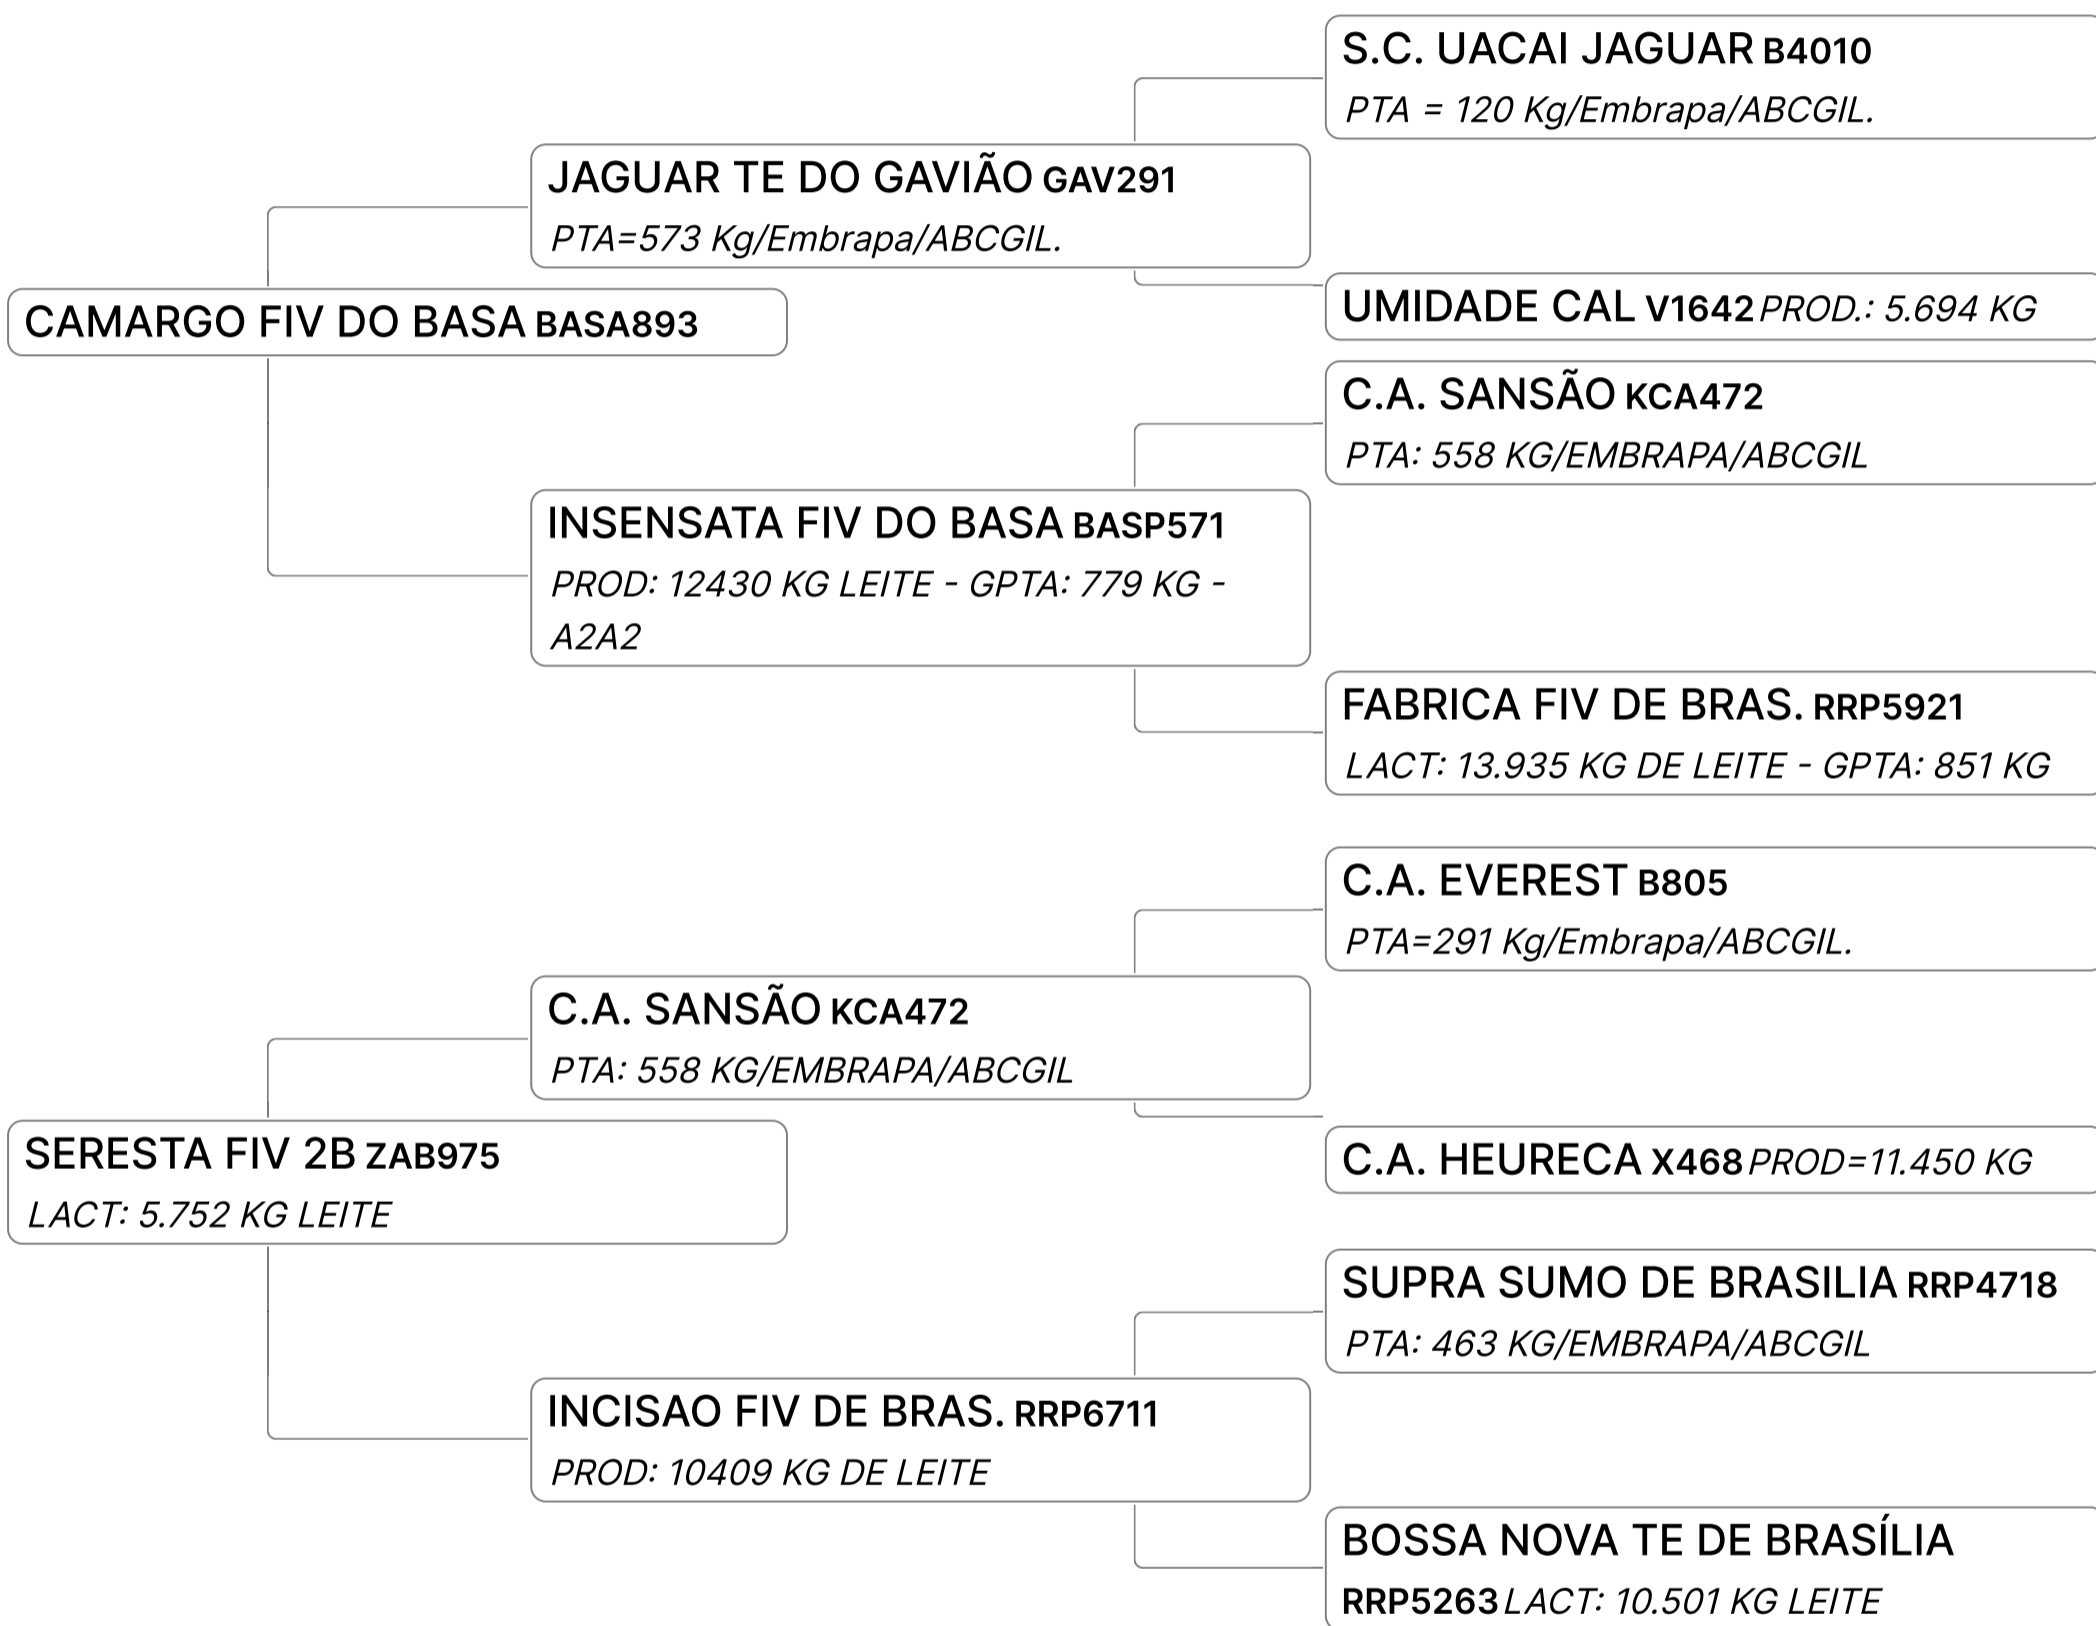 S.C. UACAI JAGUAR B4010
PTA = 120 Kg/Embrapa/ABCGIL.
JAGUAR TE DO GAVIÃO GAV291
PTA=573 Kg/Embrapa/ABCGIL.
UMIDADE CAL V1642 PROD.: 5.694 KG
CAMARGO FIV DO BASA BASA893
C.A. SANSÃO KCA472
PTA: 558 KG/EMBRAPA/ABCGIL
INSENSATA FIV DO BASA BASP571
PROD: 12430 KG LEITE - GPTA: 779 KG -
A2A2
FABRICA FIV DE BRAS. RRP5921
LACT: 13.935 KG DE LEITE - GPTA: 851 KG
C.A. EVEREST B805
PTA=291 Kg/Embrapa/ABCGIL.
C.A. SANSÃO KCA472
PTA: 558 KG/EMBRAPA/ABCGIL
C.A. HEURECA X468 PROD=11.450 KG
SERESTA FIV 2B ZAB975
LACT: 5.752 KG LEITE
SUPRA SUMO DE BRASILIA RRP4718
PTA: 463 KG/EMBRAPA/ABCGIL
INCISAO FIV DE BRAS. RRP6711
PROD: 10409 KG DE LEITE
BOSSA NOVA TE DE BRASÍLIA
RRP5263 LACT: 10.501 KG LEITE